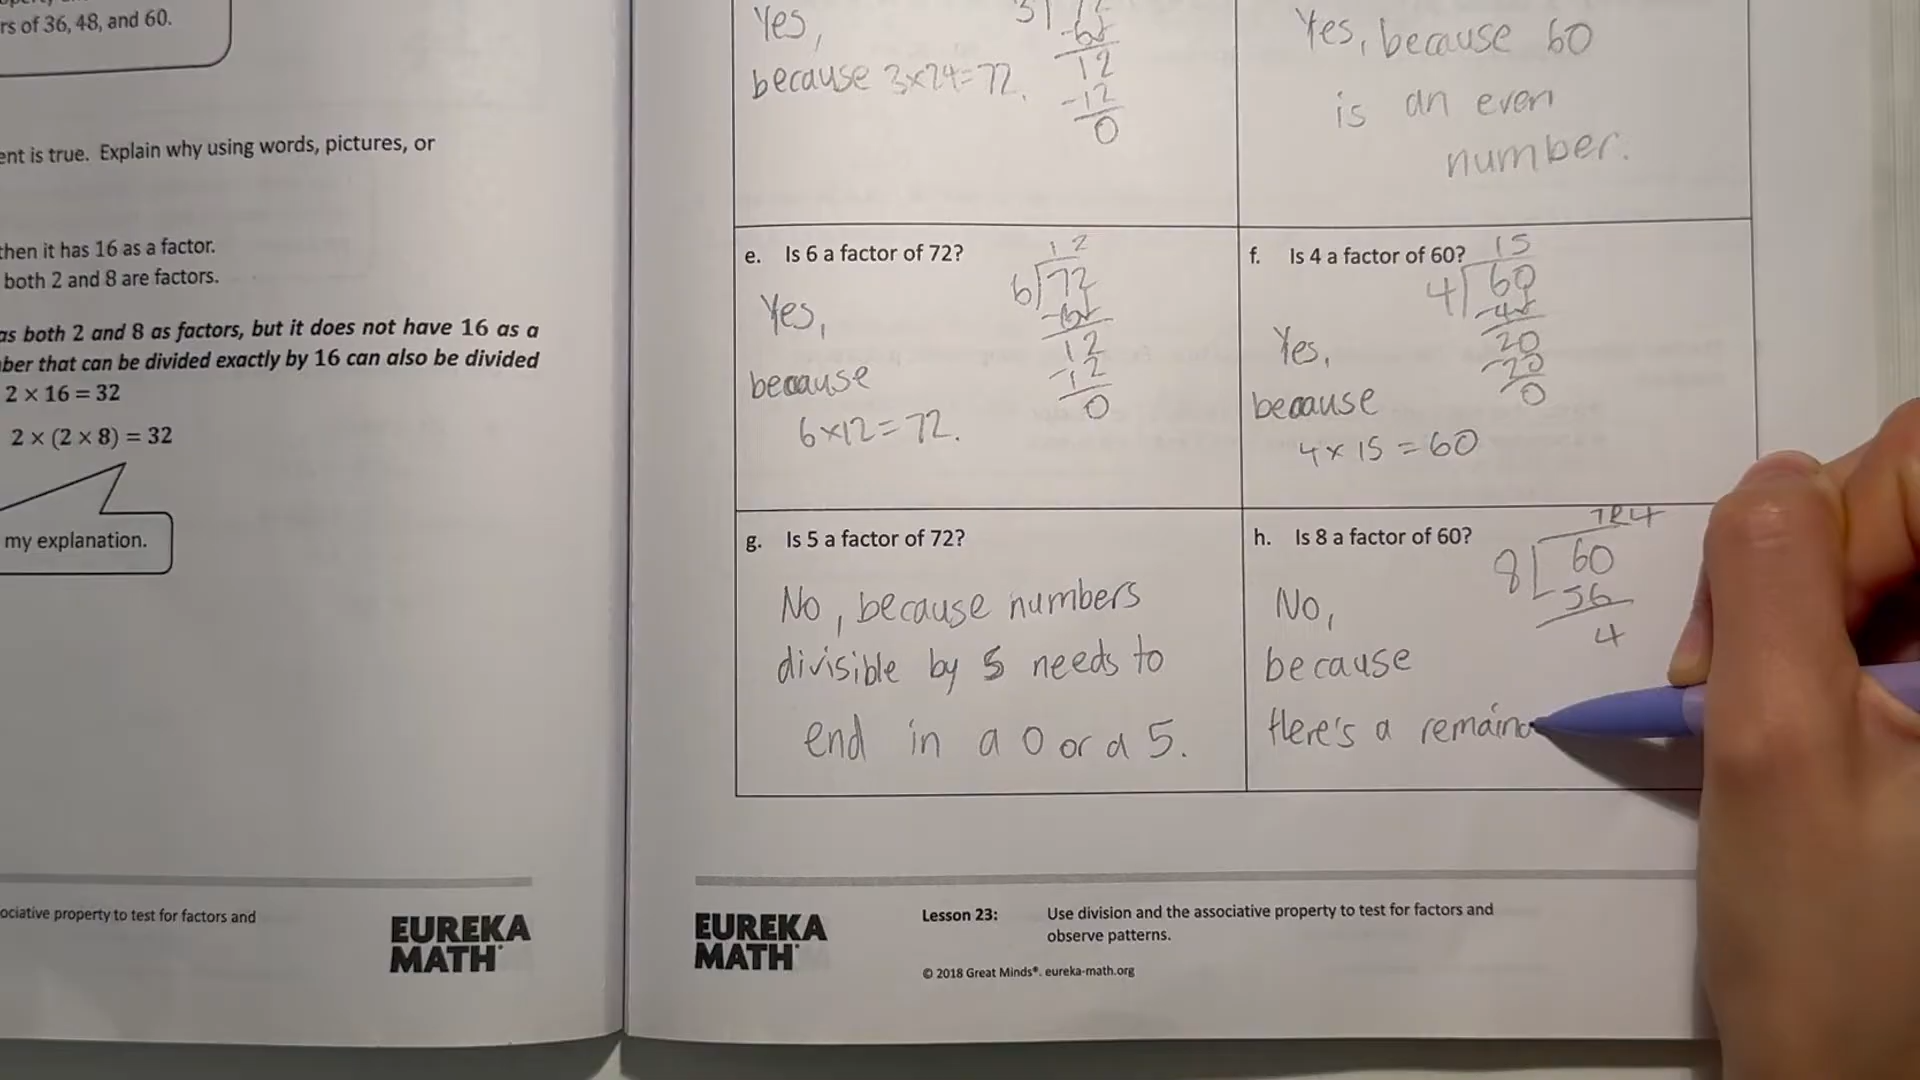 rs of 36, 48, and 60.
ent is true. Explain why using words, pictures, or
then it has 16 as a factor.
both 2 and 8 are factors.
as both 2 and 8 as factors, but it does not have 16 as a
ber that can be divided exactly by 16 can also be divided
2 × 16 = 32
2 × (2 × 8) = 32
my explanation.
ociative property to test for factors and
EUREKA
MATH
Yes,
because 3×24=72.
12
-12
0
Yes, because 60
is an even
number.
e. Is 6 a factor of 72?
12
6 72
-6
12
-12
0
Yes,
because
6×12=72.
f. Is 4 a factor of 60?
15
4 60
-4
20
-20
0
Yes,
because
4×15=60
g. Is 5 a factor of 72?
No, because numbers
divisible by 5 needs to
end in a 0 or a 5.
h. Is 8 a factor of 60?
7R4
8 60
56
4
No,
because
there's a remaind
EUREKA
MATH
Lesson 23: Use division and the associative property to test for factors and
observe patterns.
© 2018 Great Minds®. eureka-math.org